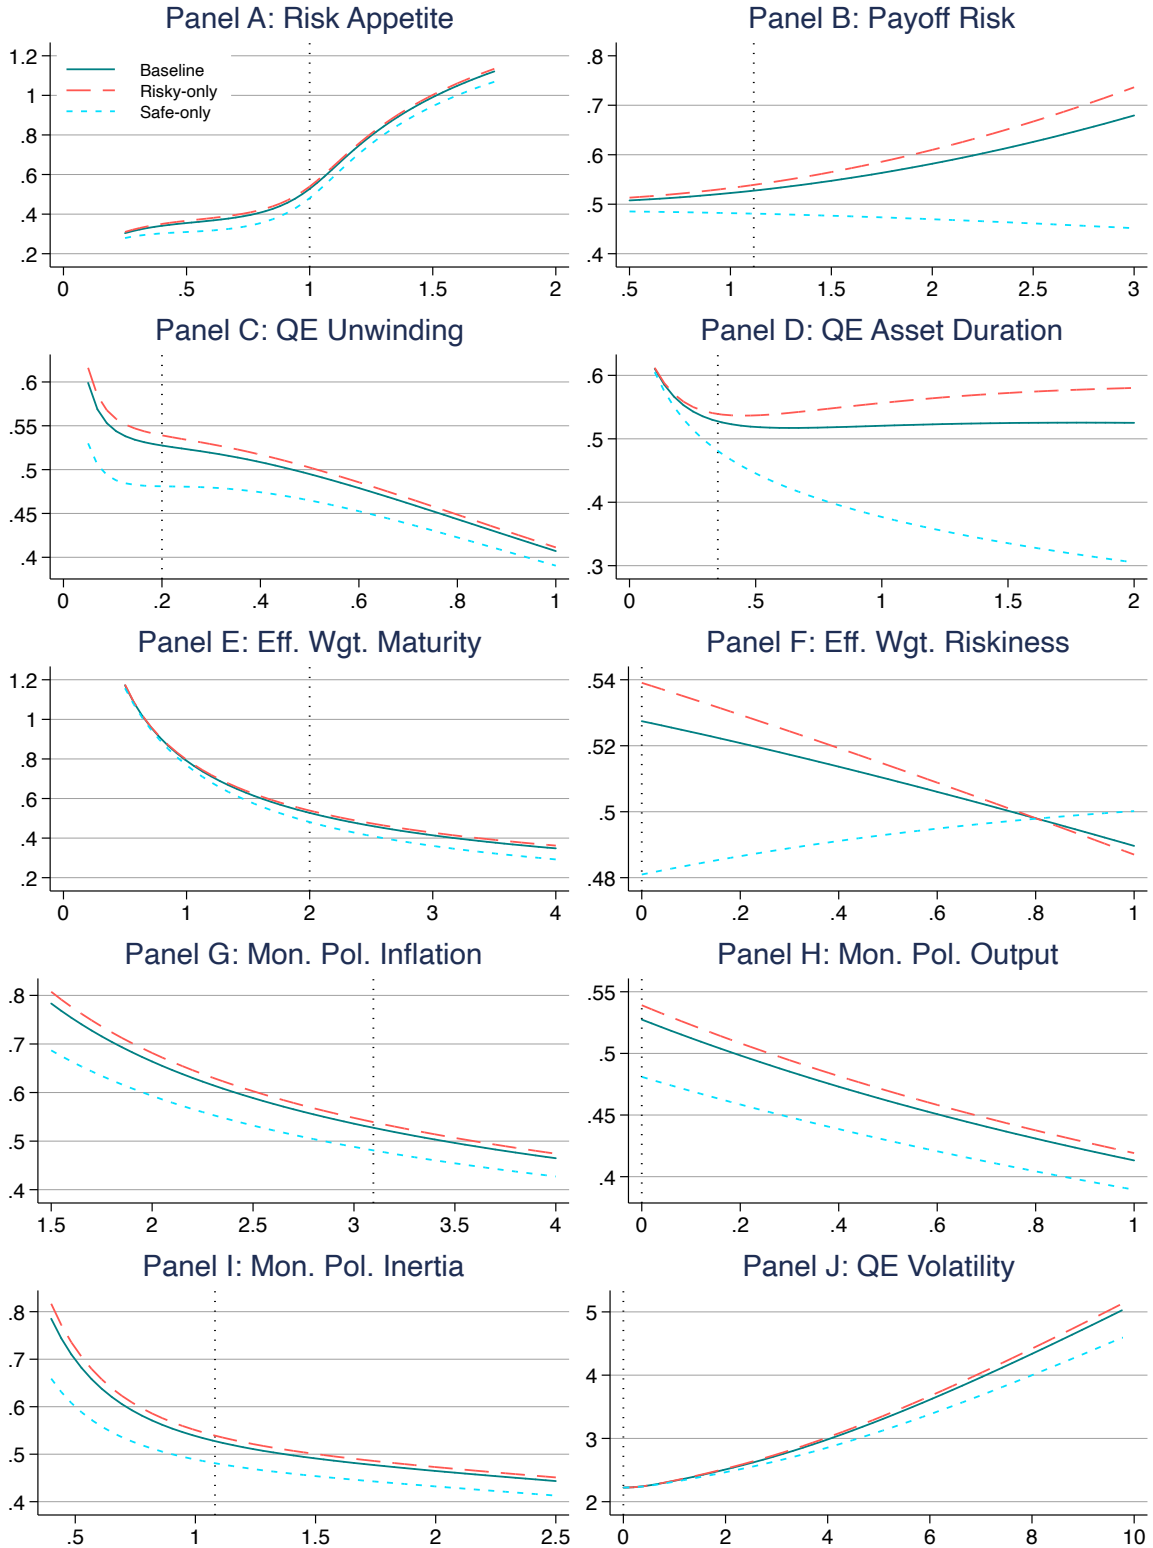 Panel A: Risk Appetite
1.2
1
.8
.6
.4
.2
Baseline
Risky-only
Safe-only
0 .5 1 1.5 2
Panel B: Payoff Risk
.8
.7
.6
.5
.4
.5 1 1.5 2 2.5 3
Panel C: QE Unwinding
.6
.55
.5
.45
.4
0 .2 .4 .6 .8 1
Panel D: QE Asset Duration
.6
.5
.4
.3
0 .5 1 1.5 2
Panel E: Eff. Wgt. Maturity
1.2
1
.8
.6
.4
.2
0 1 2 3 4
Panel F: Eff. Wgt. Riskiness
.54
.52
.5
.48
0 .2 .4 .6 .8 1
Panel G: Mon. Pol. Inflation
.8
.7
.6
.5
.4
1.5 2 2.5 3 3.5 4
Panel H: Mon. Pol. Output
.55
.5
.45
.4
0 .2 .4 .6 .8 1
Panel I: Mon. Pol. Inertia
.8
.7
.6
.5
.4
.5 1 1.5 2 2.5
Panel J: QE Volatility
5
4
3
2
0 2 4 6 8 10